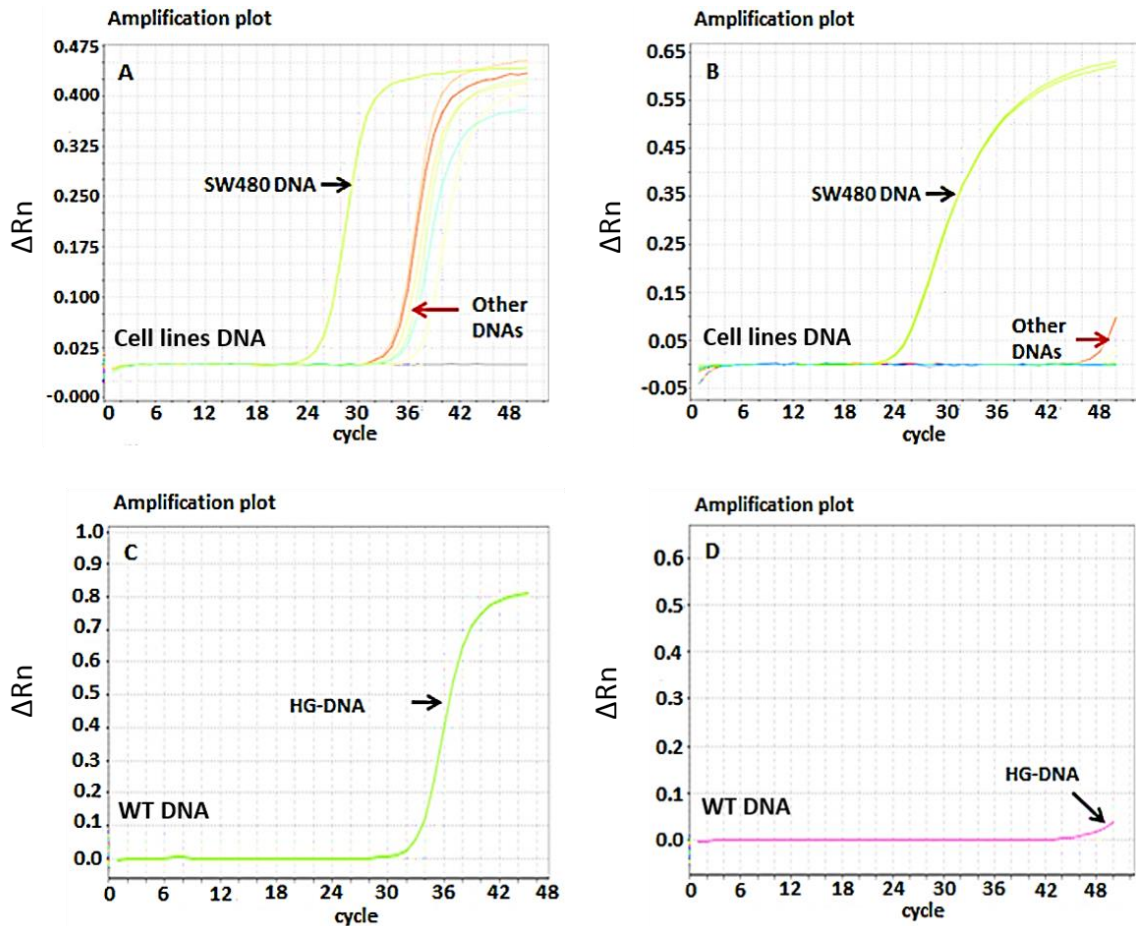 Amplification plot
A
0.475
0.400
0.325
0.250
0.175
0.100
0.025
-0.000
SW480 DNA
Other
DNAs
Cell lines DNA
ΔRn
0 6 12 18 24 30 36 42 48
cycle
Amplification plot
B
0.65
0.55
0.45
0.35
0.25
0.15
0.05
-0.05
SW480 DNA
Other
DNAs
Cell lines DNA
ΔRn
0 6 12 18 24 30 36 42 48
cycle
Amplification plot
C
1.0
0.9
0.8
0.7
0.6
0.5
0.4
0.3
0.2
0.1
0.0
HG-DNA
WT DNA
ΔRn
0 6 12 18 24 30 36 42 48
cycle
Amplification plot
D
0.6
0.5
0.4
0.3
0.2
0.1
0.0
HG-DNA
WT DNA
ΔRn
0 6 12 18 24 30 36 42 48
cycle